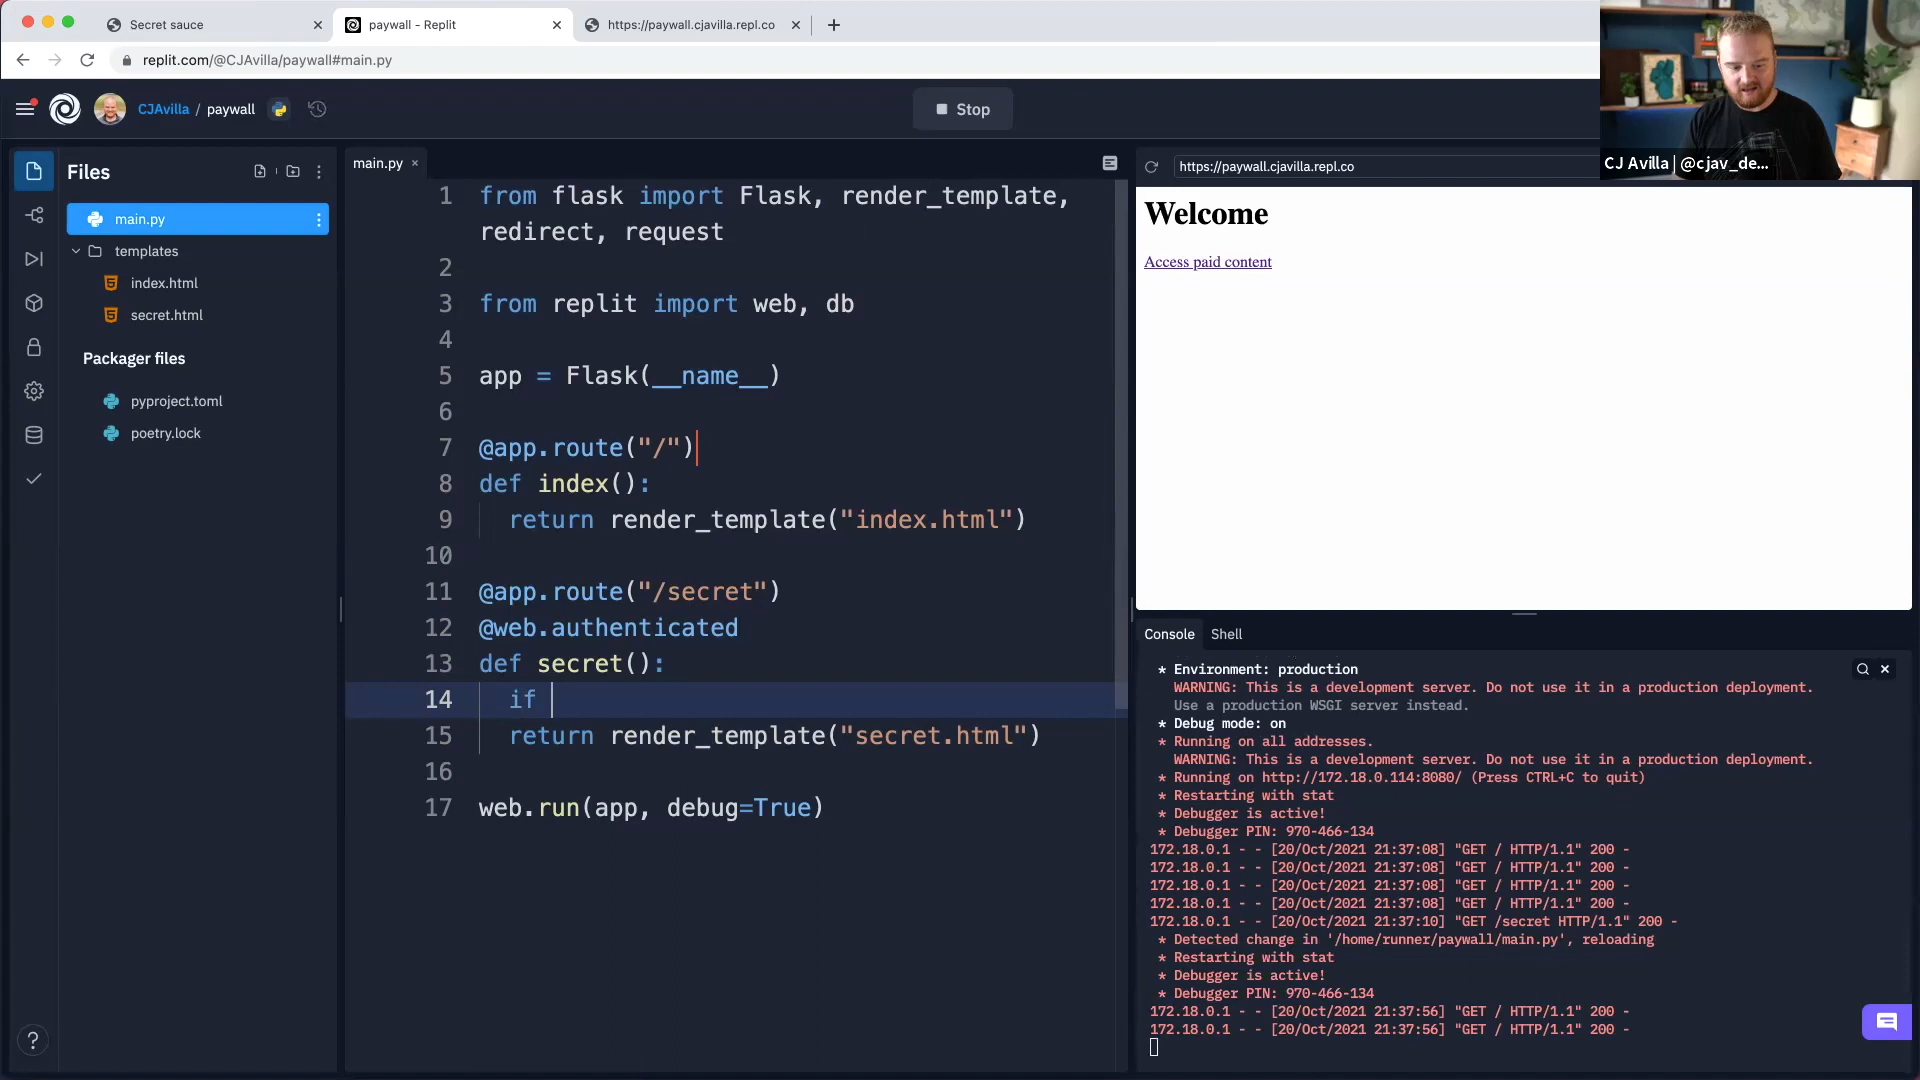 Secret sauce
paywall - Replit
https://paywall.cjavilla.repl.co
replit.com/@CJAvilla/paywall#main.py
CJAvilla / paywall
Stop
CJ Avilla | @cjav_de...
Files
main.py
templates
index.html
secret.html
Packager files
pyproject.toml
poetry.lock
main.py
1 from flask import Flask, render_template,
redirect, request
2
3 from replit import web, db
4
5 app = Flask(__name__)
6
7 @app.route("/")
8 def index():
9 return render_template("index.html")
10
11 @app.route("/secret")
12 @web.authenticated
13 def secret():
14 if
15 return render_template("secret.html")
16
17 web.run(app, debug=True)
https://paywall.cjavilla.repl.co
Welcome
Access paid content
Console Shell
* Environment: production
WARNING: This is a development server. Do not use it in a production deployment.
Use a production WSGI server instead.
* Debug mode: on
* Running on all addresses.
WARNING: This is a development server. Do not use it in a production deployment.
* Running on http://172.18.0.114:8080/ (Press CTRL+C to quit)
* Restarting with stat
* Debugger is active!
* Debugger PIN: 970-466-134
172.18.0.1 - - [20/Oct/2021 21:37:08] "GET / HTTP/1.1" 200 -
172.18.0.1 - - [20/Oct/2021 21:37:08] "GET / HTTP/1.1" 200 -
172.18.0.1 - - [20/Oct/2021 21:37:08] "GET / HTTP/1.1" 200 -
172.18.0.1 - - [20/Oct/2021 21:37:08] "GET / HTTP/1.1" 200 -
172.18.0.1 - - [20/Oct/2021 21:37:10] "GET /secret HTTP/1.1" 200 -
* Detected change in '/home/runner/paywall/main.py', reloading
* Restarting with stat
* Debugger is active!
* Debugger PIN: 970-466-134
172.18.0.1 - - [20/Oct/2021 21:37:56] "GET / HTTP/1.1" 200 -
172.18.0.1 - - [20/Oct/2021 21:37:56] "GET / HTTP/1.1" 200 -